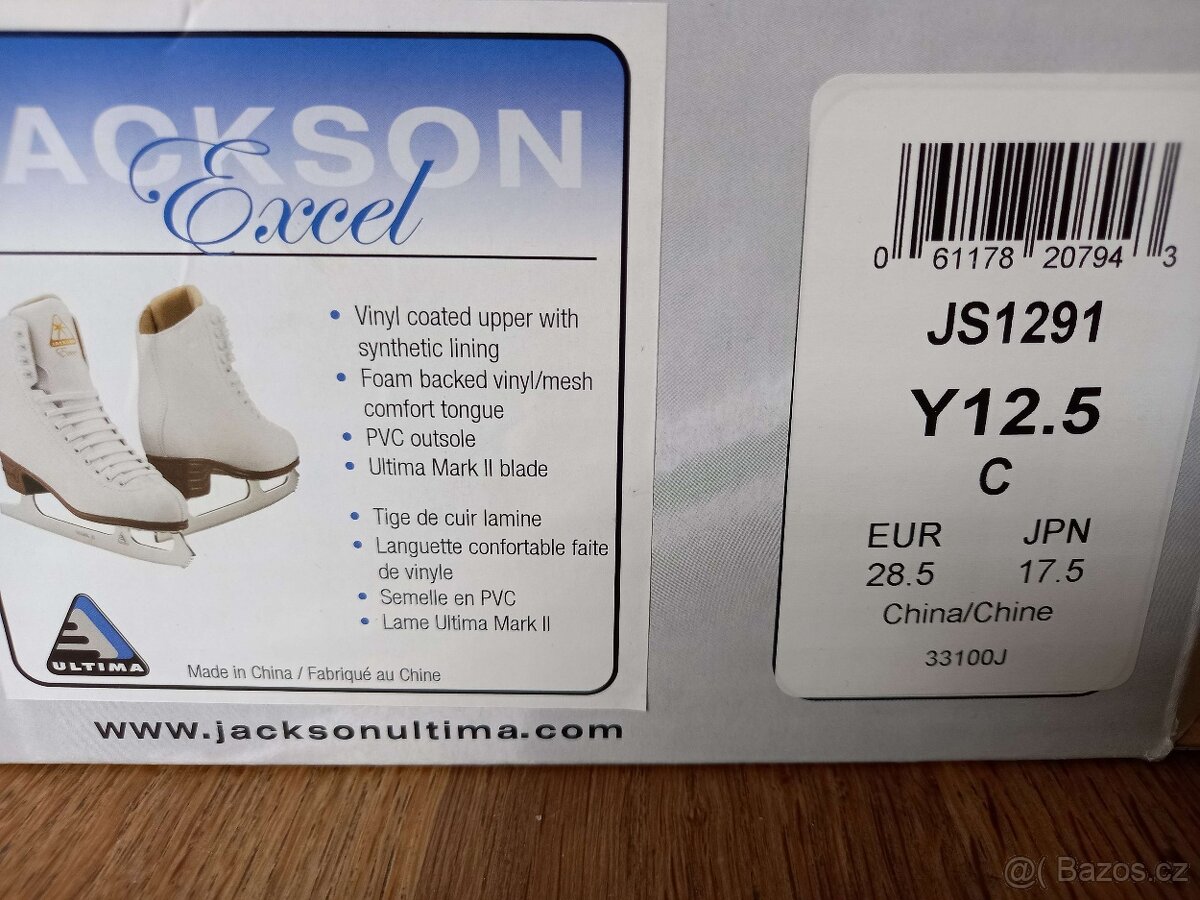 ACKSON
Excel
• Vinyl coated upper with
synthetic lining
• Foam backed vinyl/mesh
comfort tongue
• PVC outsole
• Ultima Mark II blade
• Tige de cuir lamine
• Languette confortable faite
de vinyle
• Semelle en PVC
• Lame Ultima Mark II
ULTIMA
Made in China / Fabriqué au Chine
www.jacksonultima.com
0 61178 20794 3
JS1291
Y12.5
C
EUR JPN
28.5 17.5
China/Chine
33100J
@( Bazos.cz